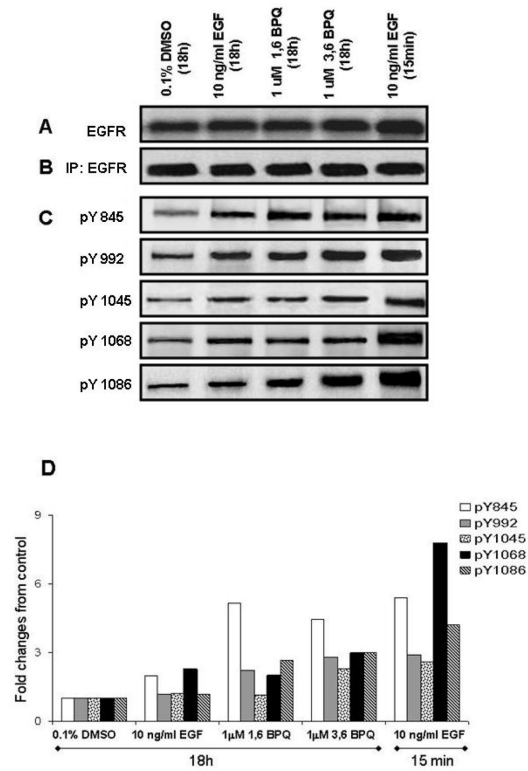 0.1% DMSO (18h)
10 ng/ml EGF (18h)
1 uM 1,6 BPQ (18h)
1 uM 3,6 BPQ (18h)
10 ng/ml EGF (15min)
A
EGFR
B
IP: EGFR
C
pY 845
pY 992
pY 1045
pY 1068
pY 1086
D
Fold changes from control
9
6
3
0
pY845
pY992
pY1045
pY1068
pY1086
0.1% DMSO
10 ng/ml EGF
1µM 1,6 BPQ
1µM 3,6 BPQ
10 ng/ml EGF
18h
15 min